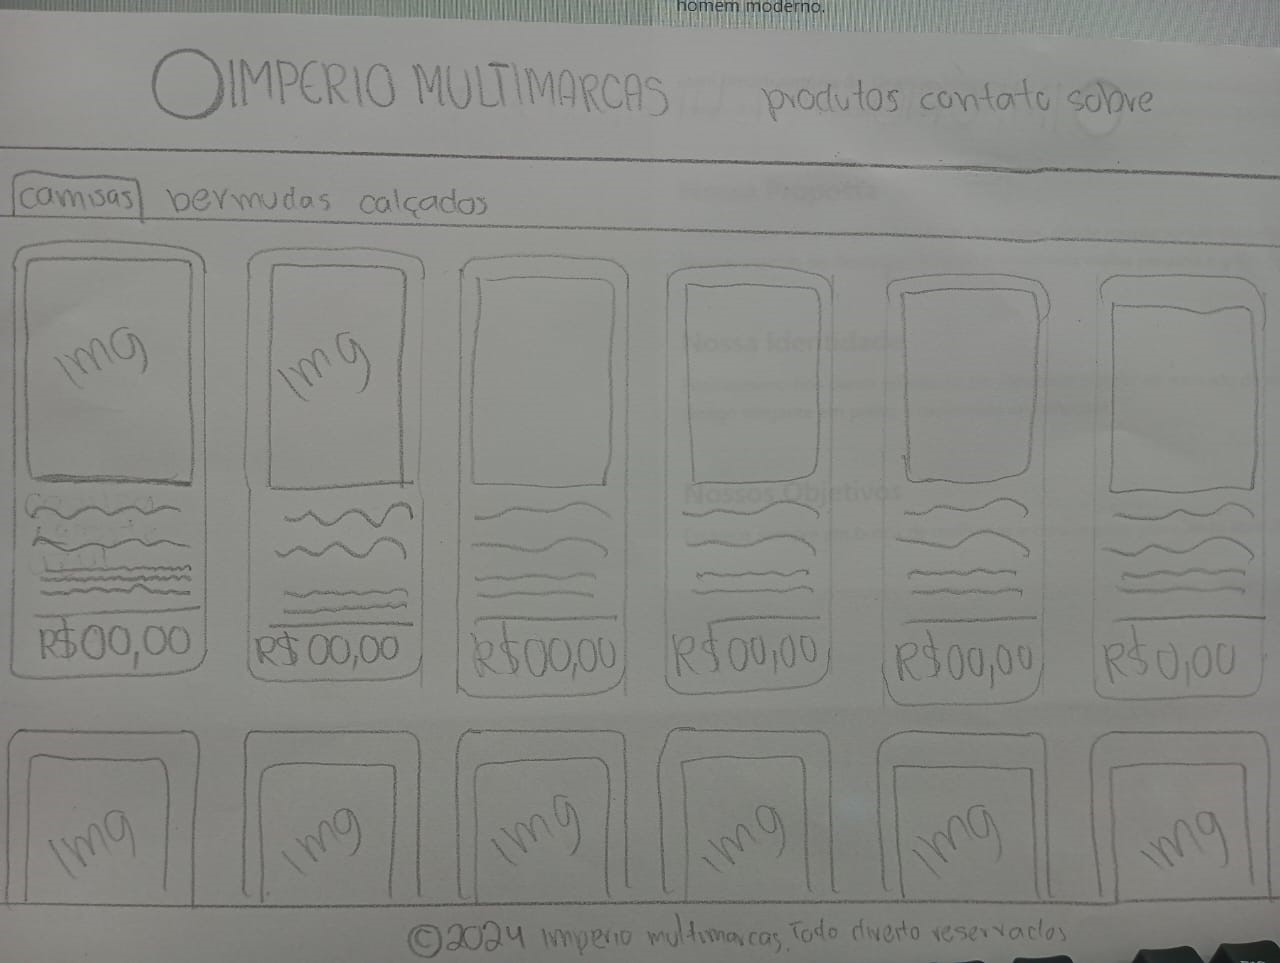 homem moderno.
IMPERIO MULTIMARCAS produtos contato sobre
camisas bermudas calçados
img img
R$00,00 R$00,00 R$00,00 R$00,00 R$00,00 R$0,00
img img img img img img
©2024 imperio multimarcas. Todo diverto reservados